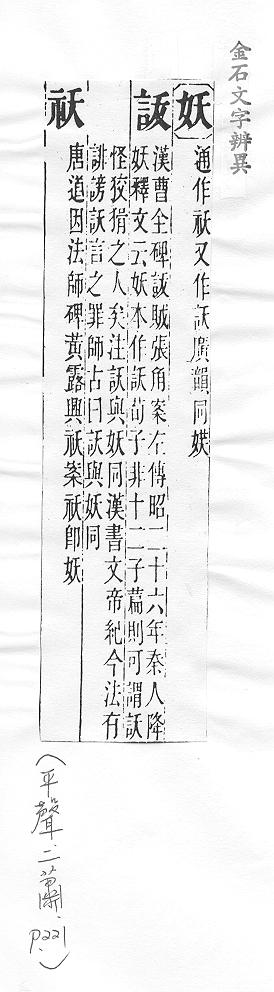 金石文字辨異
妖 通作祅又作訞廣韻同媄
訞 漢曹全碑訞賊張角案左傳昭二十六年秦人降
妖釋文云妖本作訞荀子非十二子篇則可謂訞
怪狡猾之人矣注訞與妖同漢書文帝紀今法有
誹謗訞言之罪師古曰訞與妖同
祅 唐道因法師碑黃露興祅案祅即妖
(平聲.二蕭.P221.)